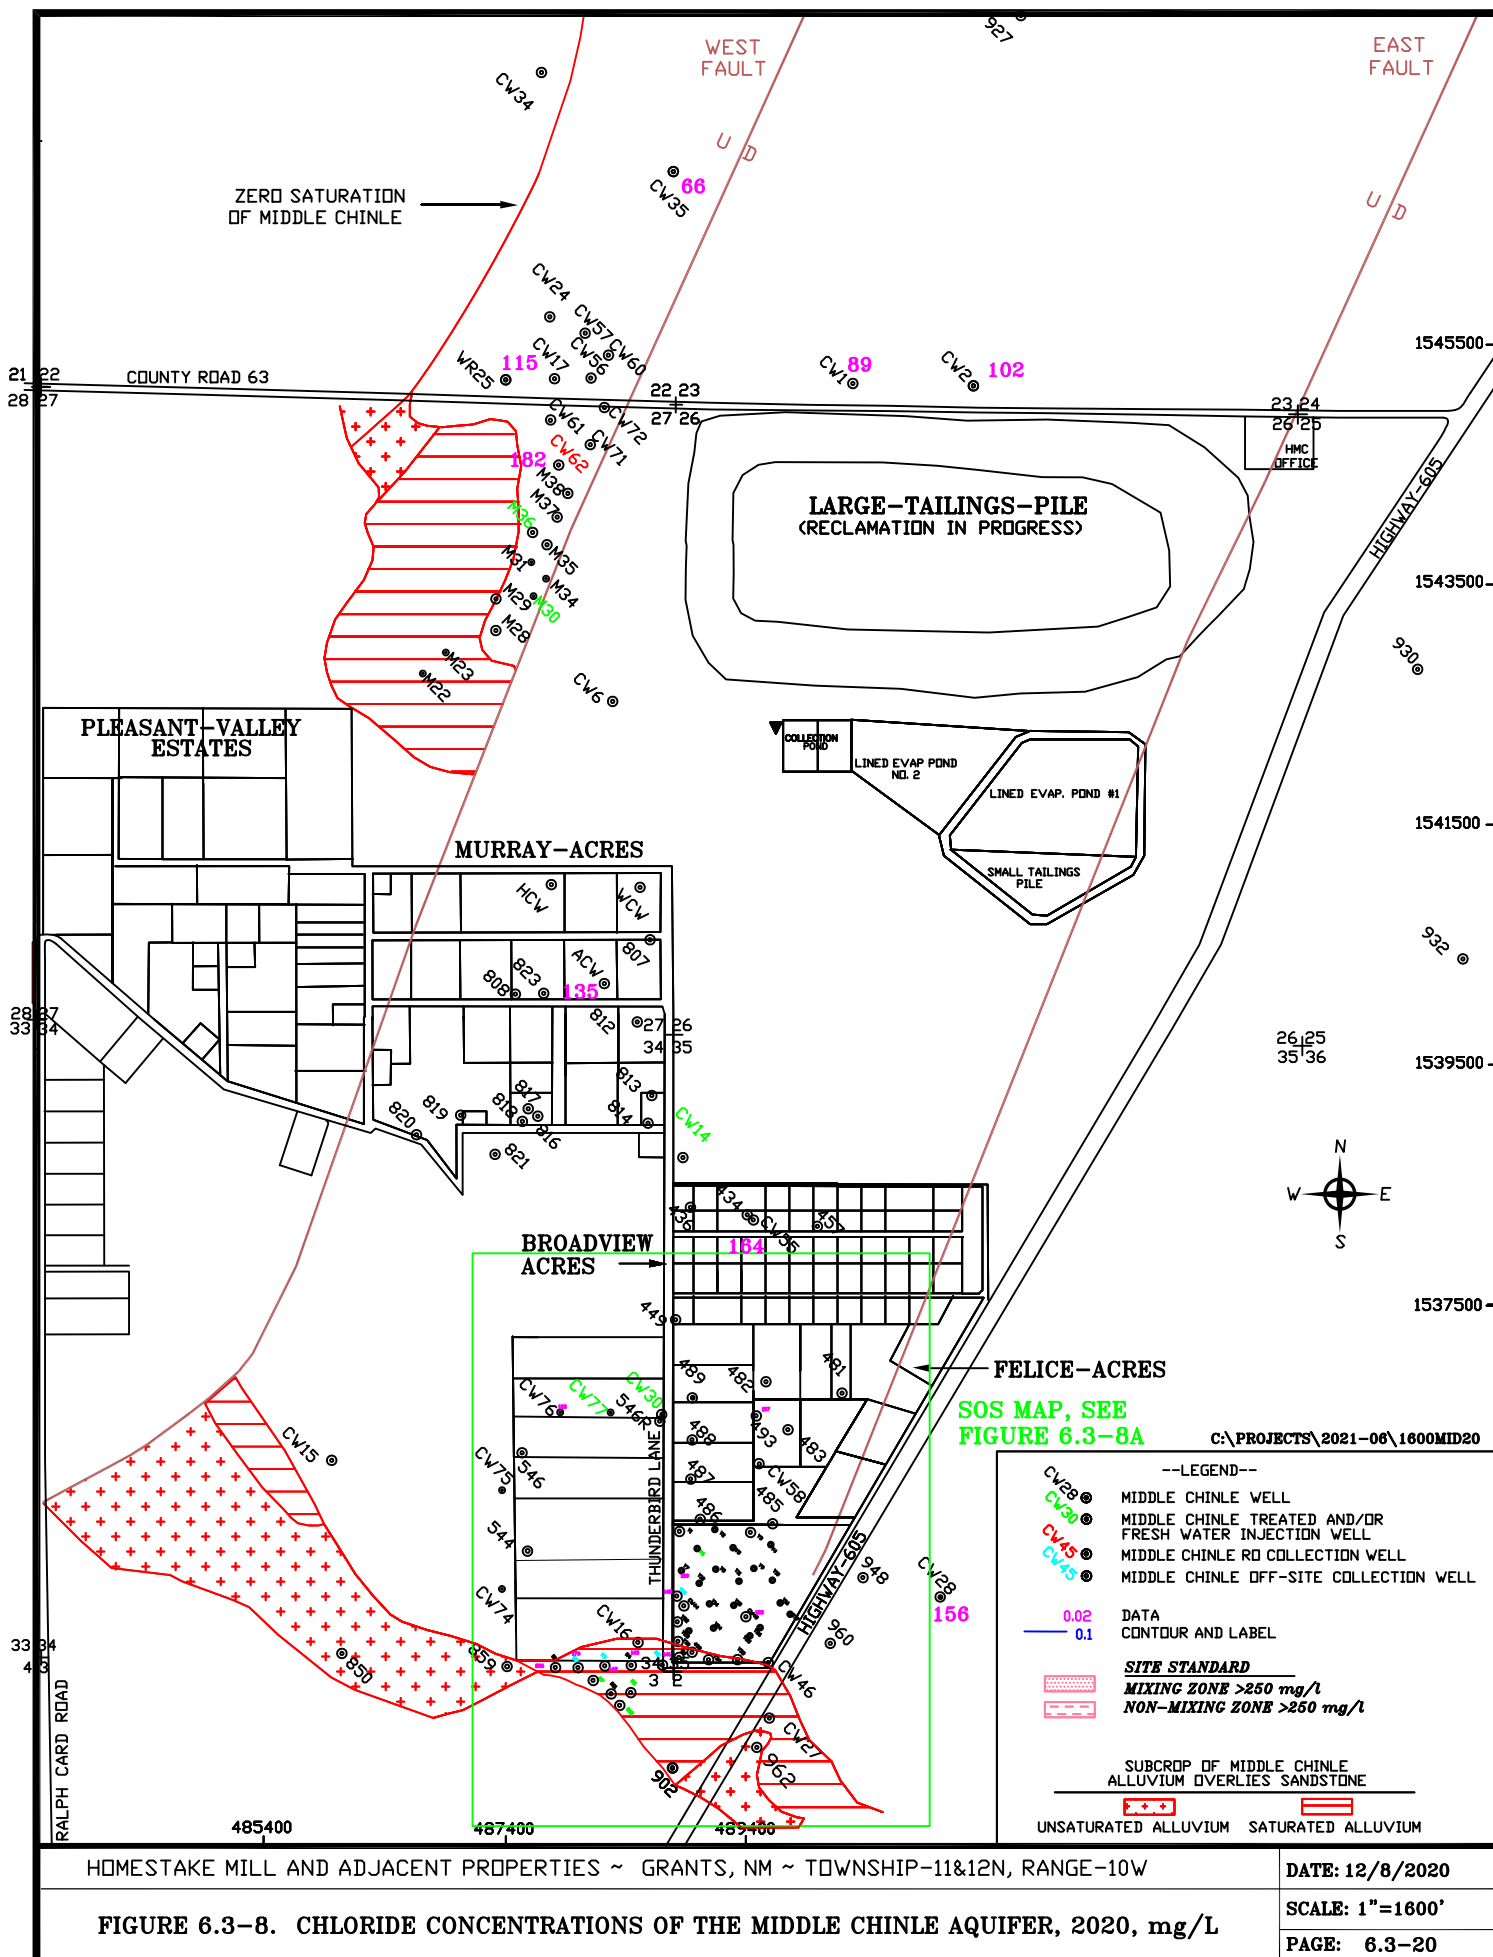 927
WEST
FAULT
EAST
FAULT
CW34
U D
66
CW35
U D
ZERO SATURATION
OF MIDDLE CHINLE
CW24
CW57
CW60
CW56
CW17
115
WR25
89
CW1
CW2
102
1545500
21 22
28 27
COUNTY ROAD 63
22 23
27 26
23 24
26 25
HMC
OFFICE
CW61
CW72
CW71
CW62
182
M38
M37
M36
M35
M31
M34
M29
M30
M28
M23
M22
CW6
LARGE-TAILINGS-PILE
(RECLAMATION IN PROGRESS)
HIGHWAY-605
1543500
930
PLEASANT-VALLEY
ESTATES
COLLECTION
POND
LINED EVAP POND
NO. 2
LINED EVAP. POND #1
SMALL TAILINGS
PILE
1541500
MURRAY-ACRES
HCW
WCW
807
ACW
823
808
135
812
932
28 27
33 34
27 26
34 35
26 25
35 36
1539500
813
814
817
818
816
819
820
821
CW14
N
W E
S
436
434
CW55
457
164
BROADVIEW
ACRES
449
1537500
FELICE-ACRES
489
482
481
CW76
CW77
CW30
546R
488
493
483
SOS MAP, SEE
FIGURE 6.3-8A
C:\PROJECTS\2021-06\1600MID20
CW15
CW75
546
487
CW58
486
485
544
THUNDERBIRD LANE
HIGHWAY-605
948
CW28
156
CW74
CW16
960
859
850
CW46
CW27
962
902
33 34
4 3
3 2
RALPH CARD ROAD
485400
487400
489400
--LEGEND--
CW28
MIDDLE CHINLE WELL
CW30
MIDDLE CHINLE TREATED AND/OR
FRESH WATER INJECTION WELL
CW45
MIDDLE CHINLE RO COLLECTION WELL
CW45
MIDDLE CHINLE OFF-SITE COLLECTION WELL
0.02 DATA
0.1 CONTOUR AND LABEL
SITE STANDARD
MIXING ZONE >250 mg/l
NON-MIXING ZONE >250 mg/l
SUBCROP OF MIDDLE CHINLE
ALLUVIUM OVERLIES SANDSTONE
UNSATURATED ALLUVIUM SATURATED ALLUVIUM
HOMESTAKE MILL AND ADJACENT PROPERTIES ~ GRANTS, NM ~ TOWNSHIP-11&12N, RANGE-10W
DATE: 12/8/2020
FIGURE 6.3-8. CHLORIDE CONCENTRATIONS OF THE MIDDLE CHINLE AQUIFER, 2020, mg/L
SCALE: 1"=1600'
PAGE: 6.3-20